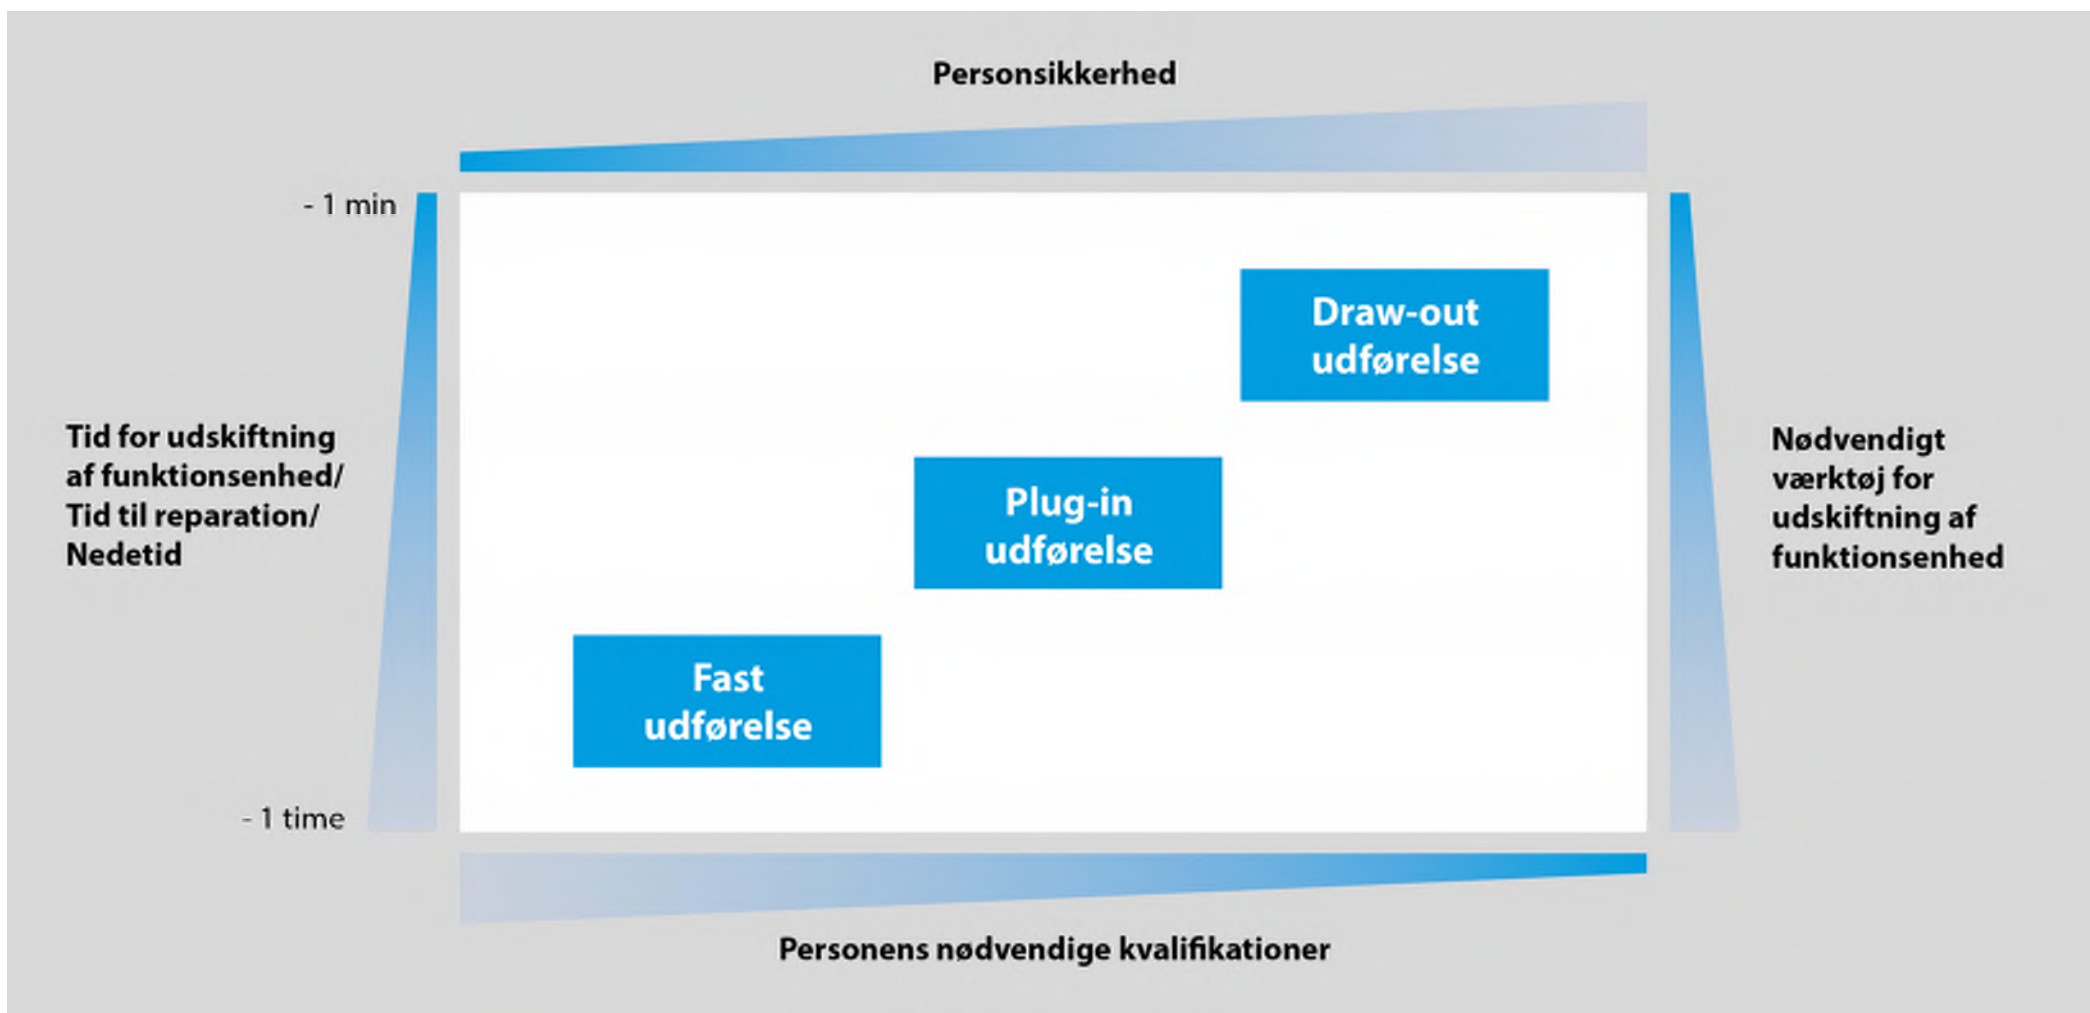 Personsikkerhed
- 1 min
Draw-out
udførelse
Tid for udskiftning
af funktionsenhed/
Tid til reparation/
Nedetid
Plug-in
udførelse
Nødvendigt
værktøj for
udskiftning af
funktionsenhed
Fast
udførelse
- 1 time
Personens nødvendige kvalifikationer